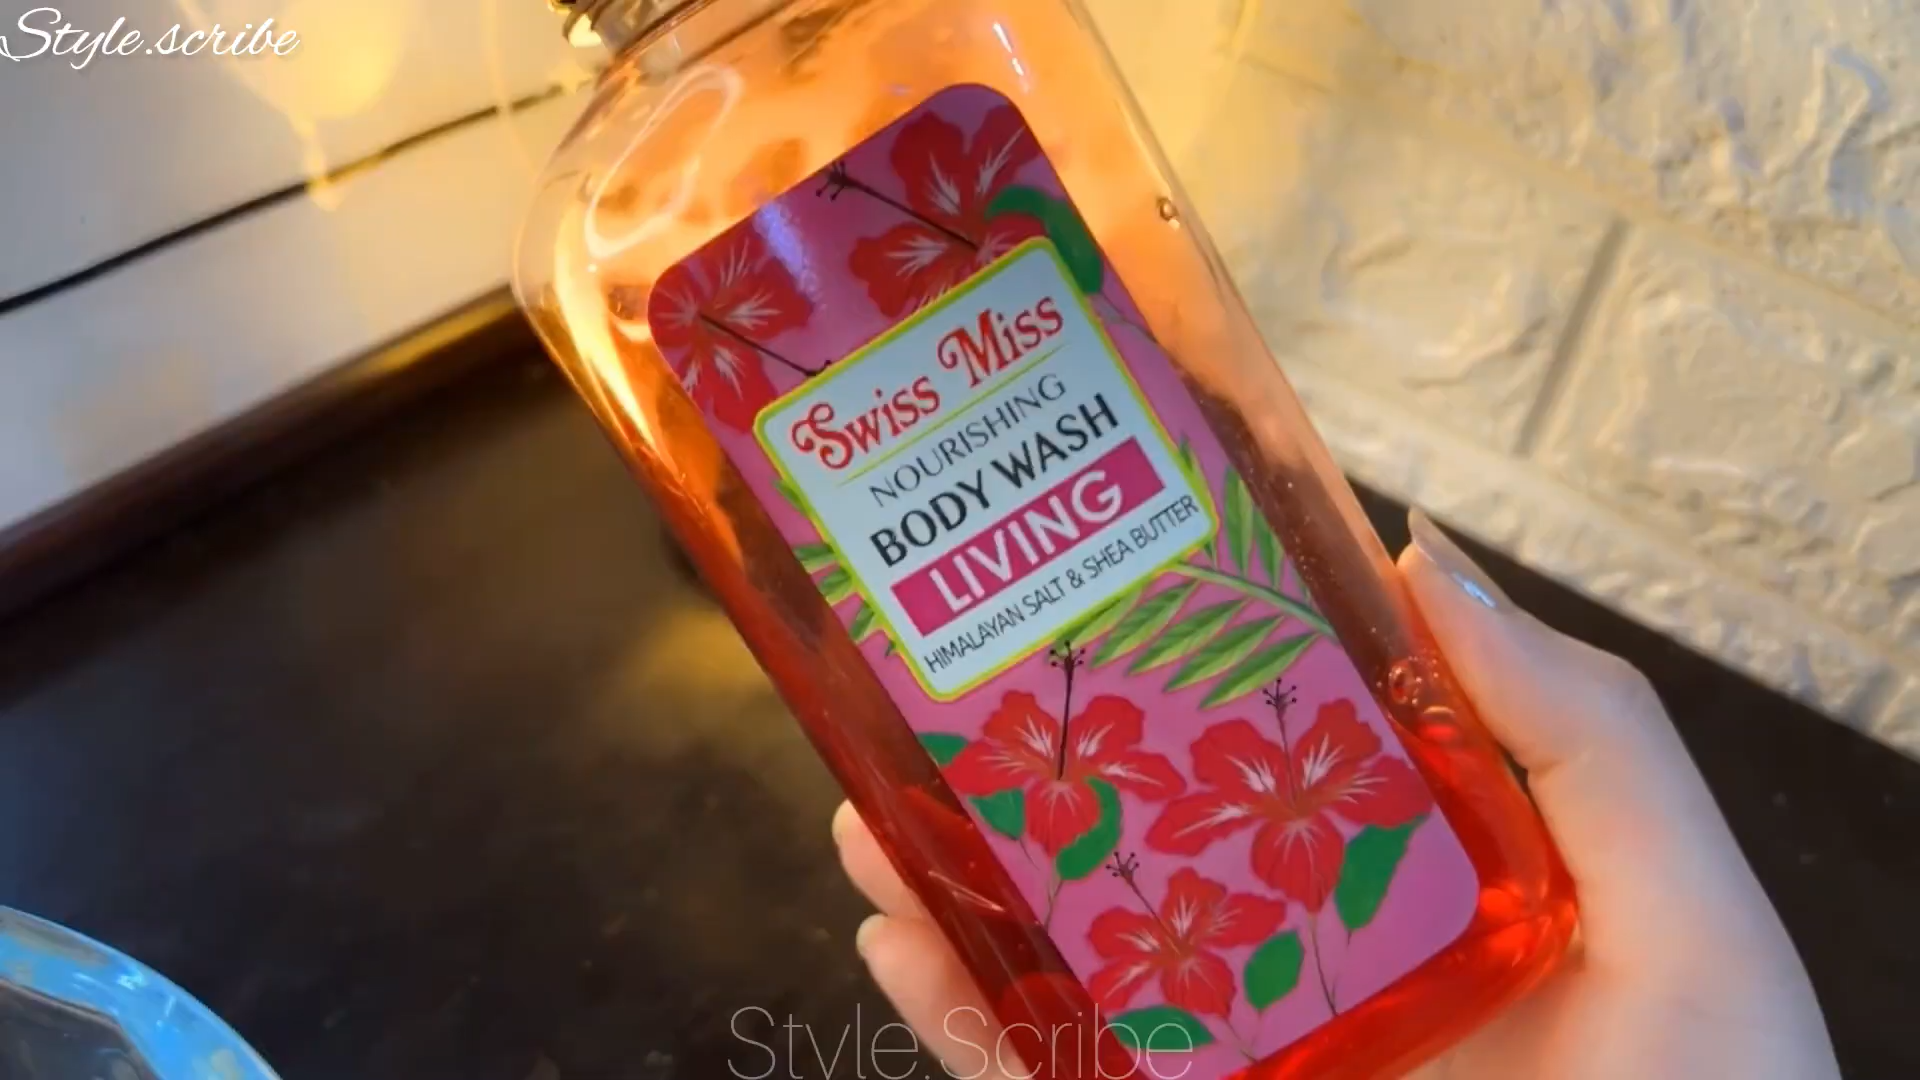 Style.scribe
Swiss Miss
NOURISHING
BODY WASH
LIVING
HIMALAYAN SALT & SHEA BUTTER
Style.Scribe